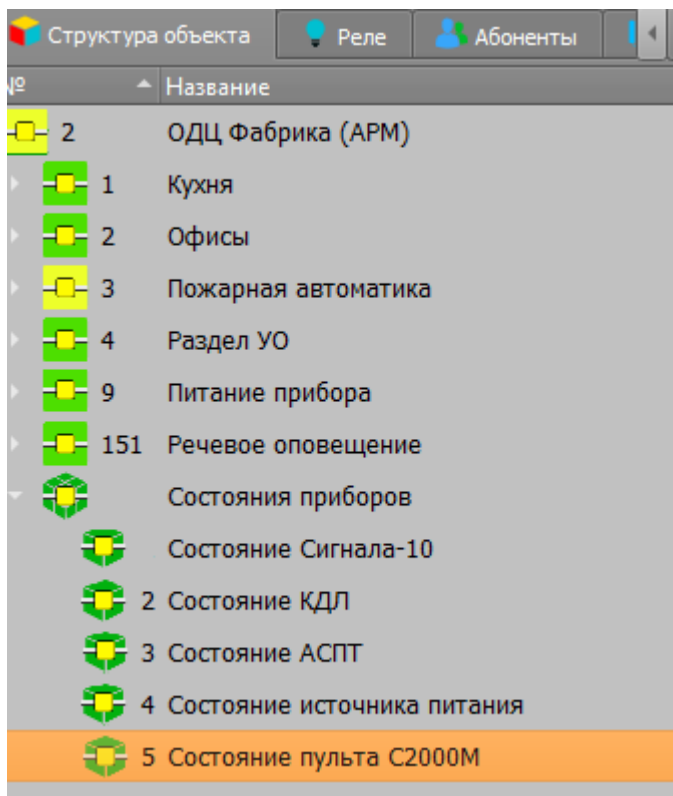 Структура объекта Реле Абоненты
№ Название
2 ОДЦ Фабрика (АРМ)
1 Кухня
2 Офисы
3 Пожарная автоматика
4 Раздел УО
9 Питание прибора
151 Речевое оповещение
Состояния приборов
Состояние Сигнала-10
2 Состояние КДЛ
3 Состояние АСПТ
4 Состояние источника питания
5 Состояние пульта С2000М